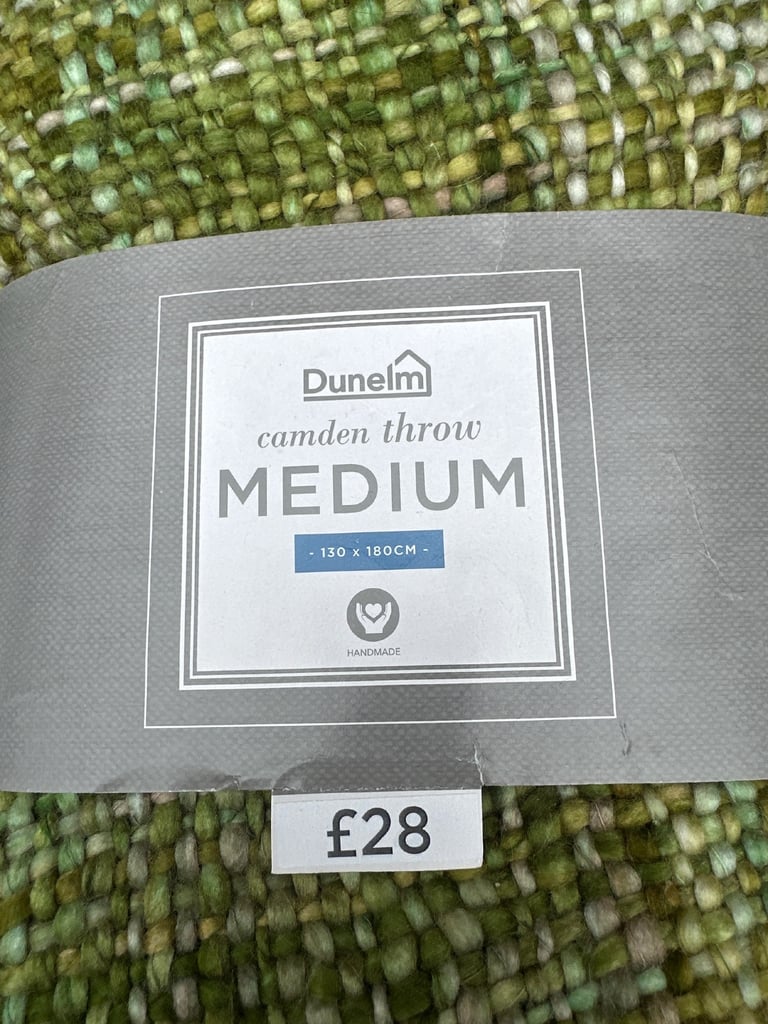 Dunelm
camden throw
MEDIUM
- 130 x 180CM -
HANDMADE
£28